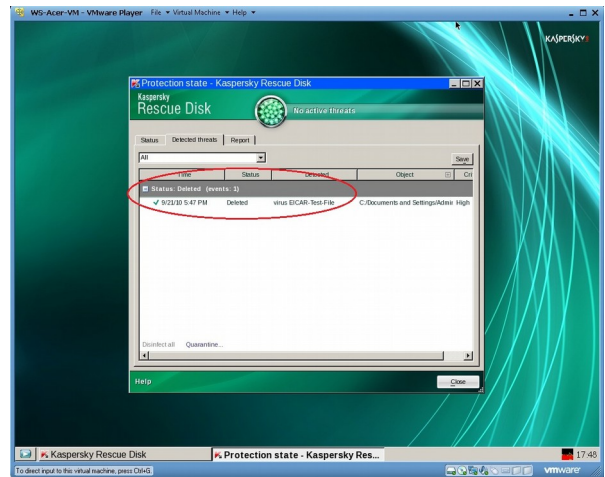 WS-Acer-VM - VMware Player File Virtual Machine Help
KASPERSKY
Protection state - Kaspersky Rescue Disk
Kaspersky
Rescue Disk
No active threats
Status Detected threats Report
All Save
Time Status Detected Object Cri
Status: Deleted (events: 1)
9/21/10 5:47 PM Deleted virus EICAR-Test-File C:/Documents and Settings/Admin High
Disinfect all Quarantine...
Help Close
Kaspersky Rescue Disk Protection state - Kaspersky Res... 17:48
To direct input to this virtual machine, press Ctrl+G. vmware